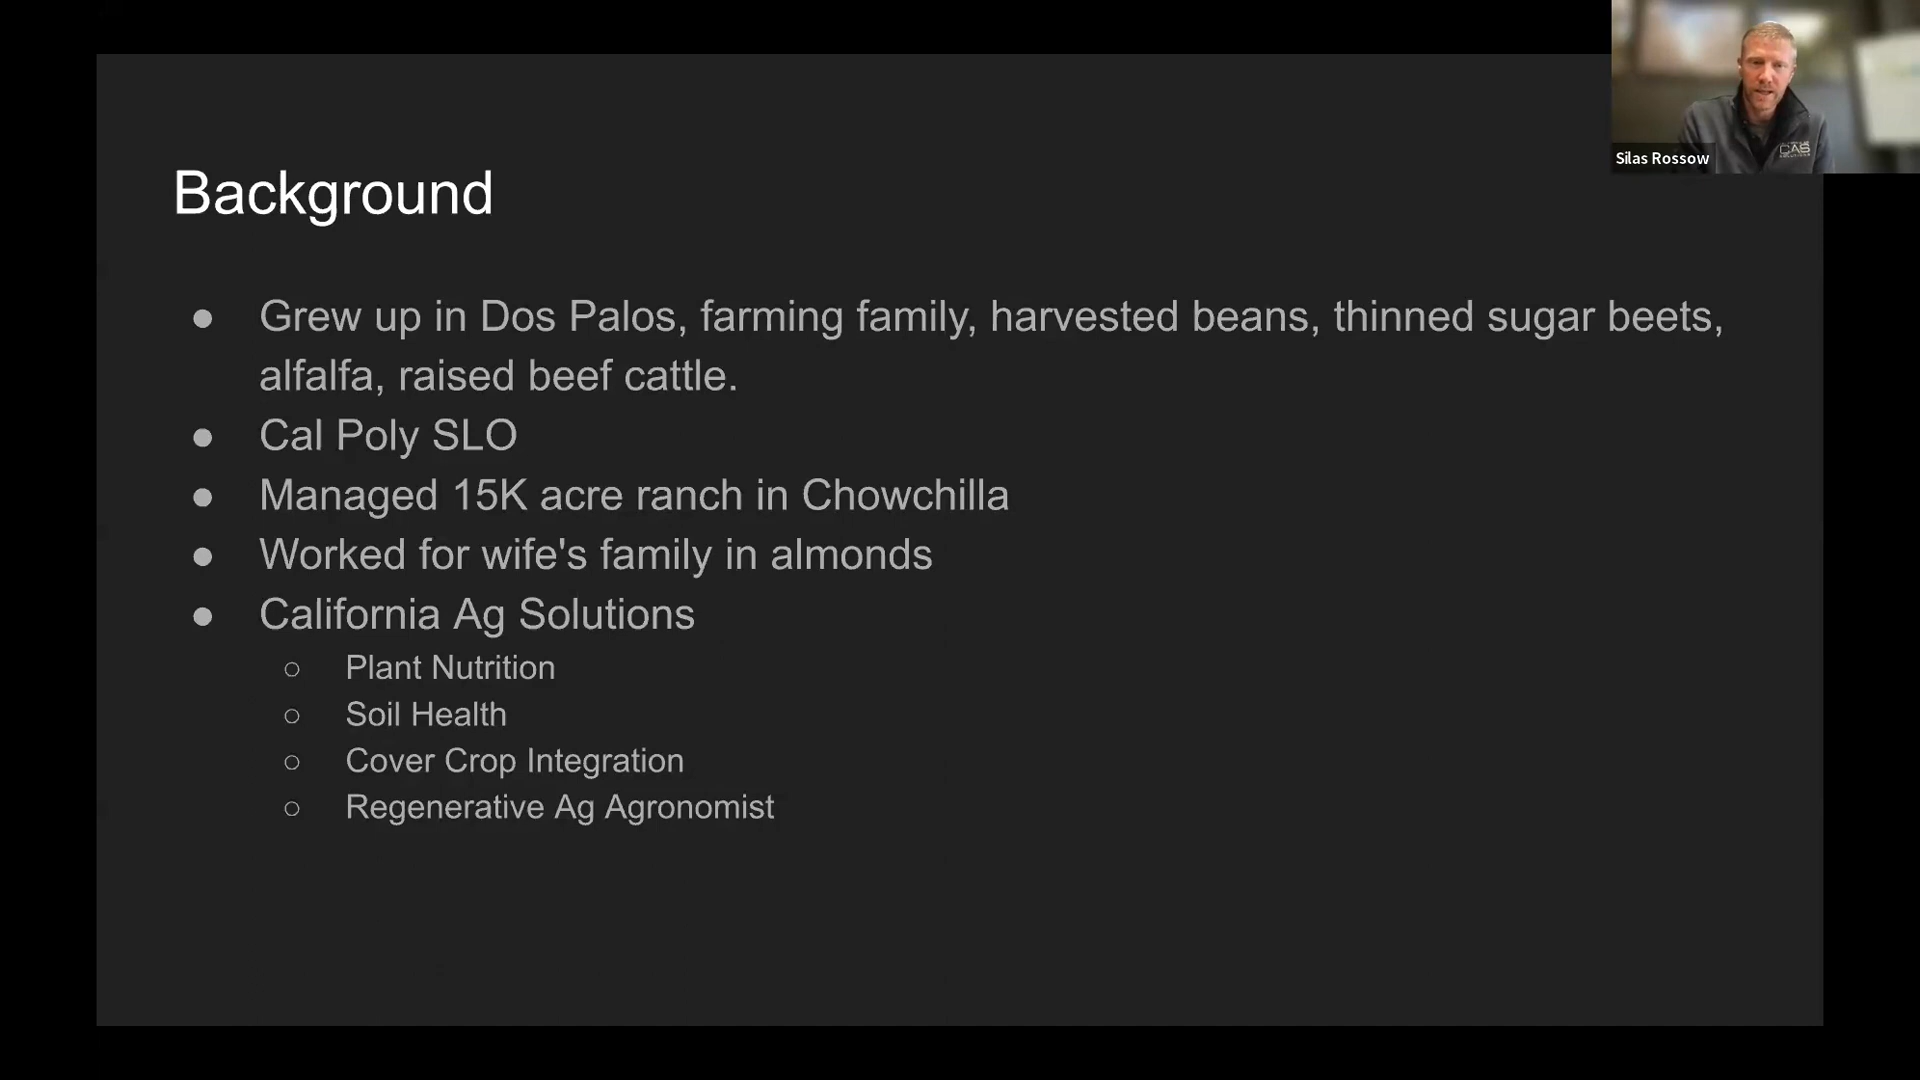 Background
● Grew up in Dos Palos, farming family, harvested beans, thinned sugar beets,
alfalfa, raised beef cattle.
● Cal Poly SLO
● Managed 15K acre ranch in Chowchilla
● Worked for wife's family in almonds
● California Ag Solutions
○ Plant Nutrition
○ Soil Health
○ Cover Crop Integration
○ Regenerative Ag Agronomist
Silas Rossow
CAS